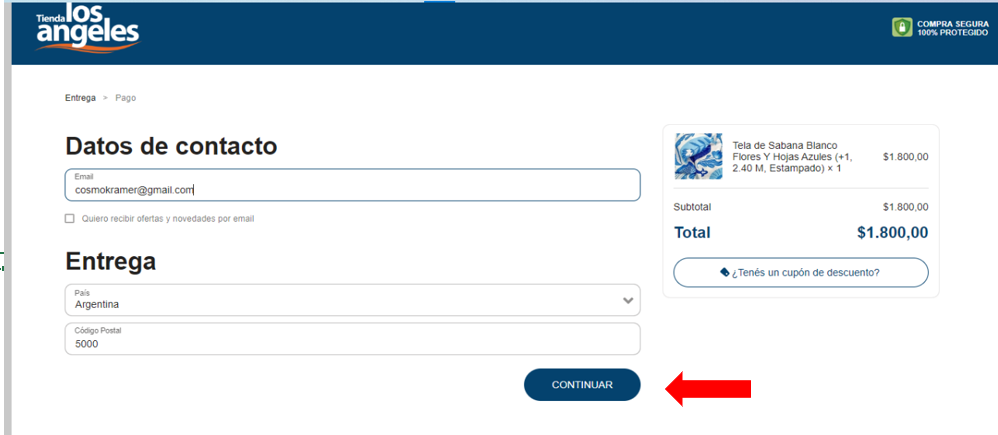 Tienda los
angeles
COMPRA SEGURA
100% PROTEGIDO
Entrega > Pago
Datos de contacto
Email
cosmokramer@gmail.com
Quiero recibir ofertas y novedades por email
Entrega
País
Argentina
Código Postal
5000
CONTINUAR
Tela de Sabana Blanco
Flores Y Hojas Azules (+1,
2.40 M, Estampado) × 1
$1.800,00
Subtotal $1.800,00
Total $1.800,00
¿Tenés un cupón de descuento?